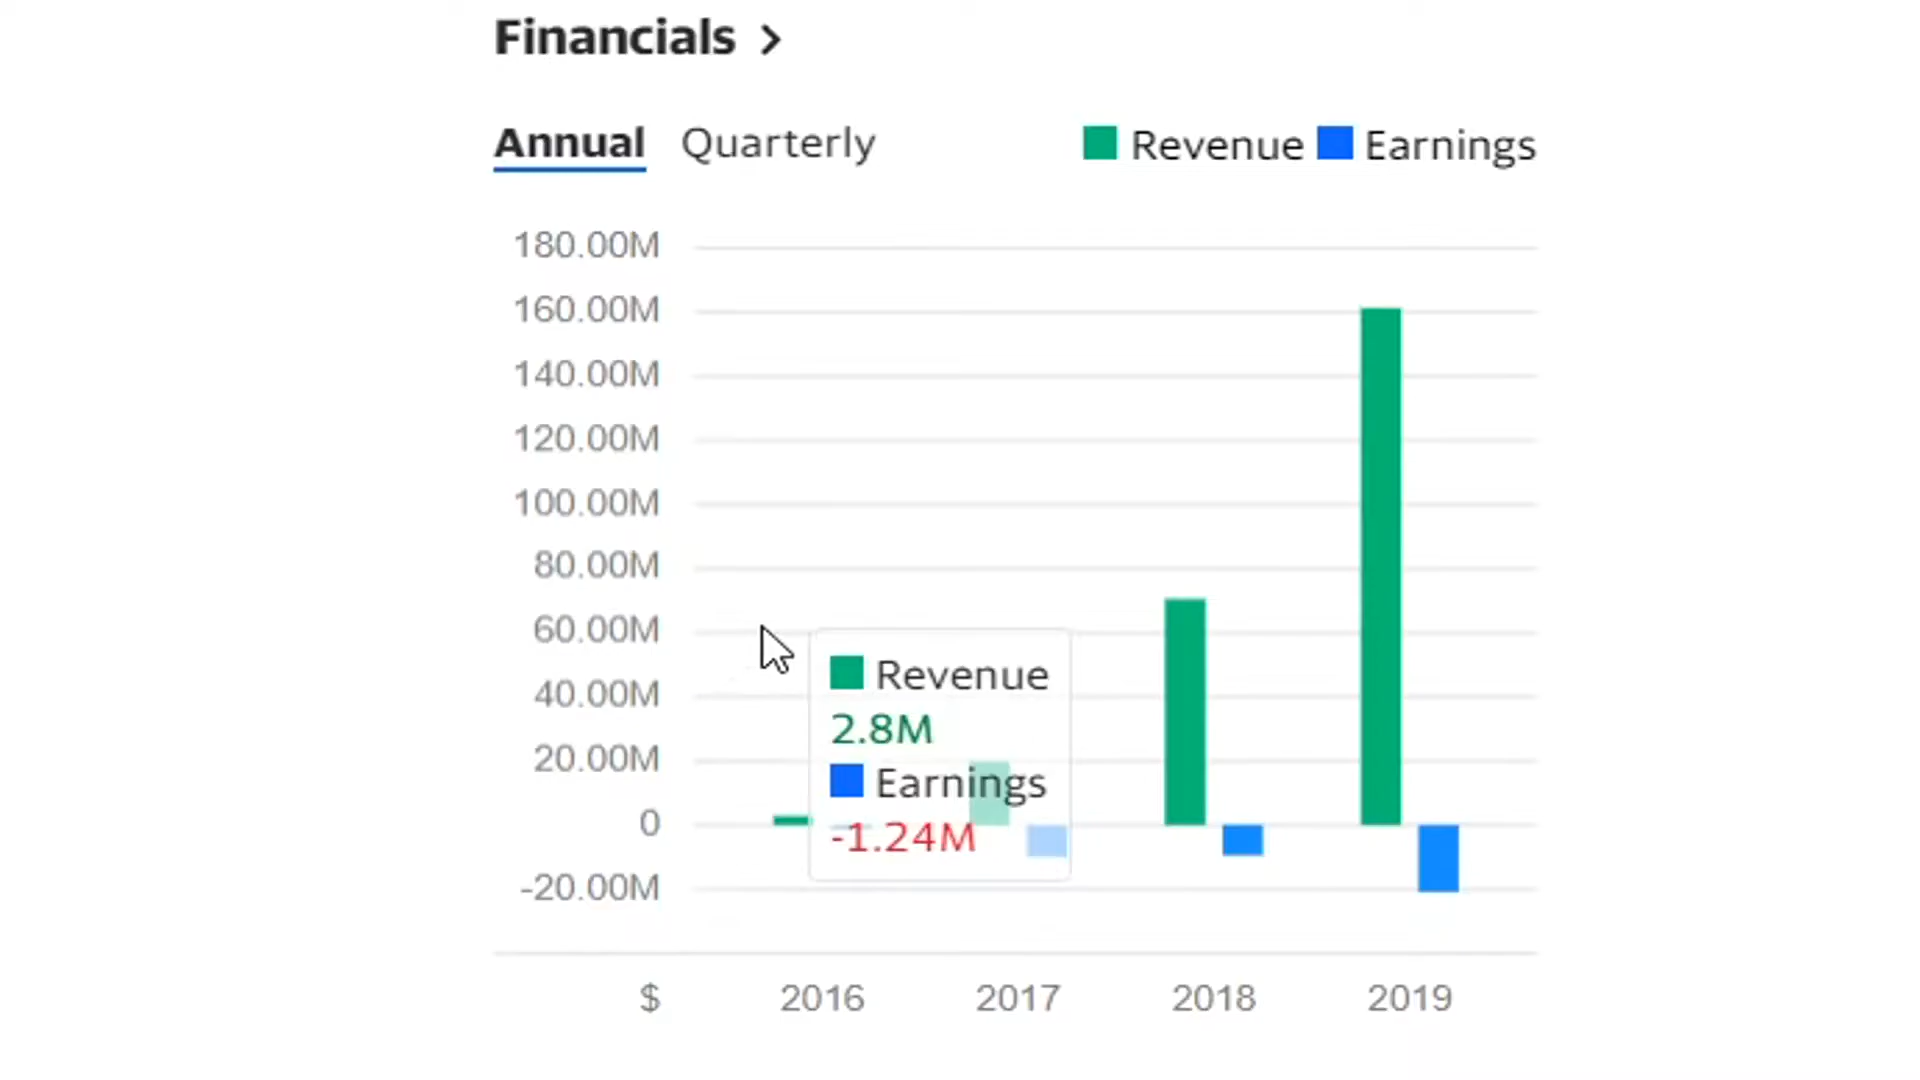 Financials >
Annual Quarterly Revenue Earnings
180.00M
160.00M
140.00M
120.00M
100.00M
80.00M
60.00M
40.00M
20.00M
0
-20.00M
Revenue
2.8M
Earnings
-1.24M
$ 2016 2017 2018 2019